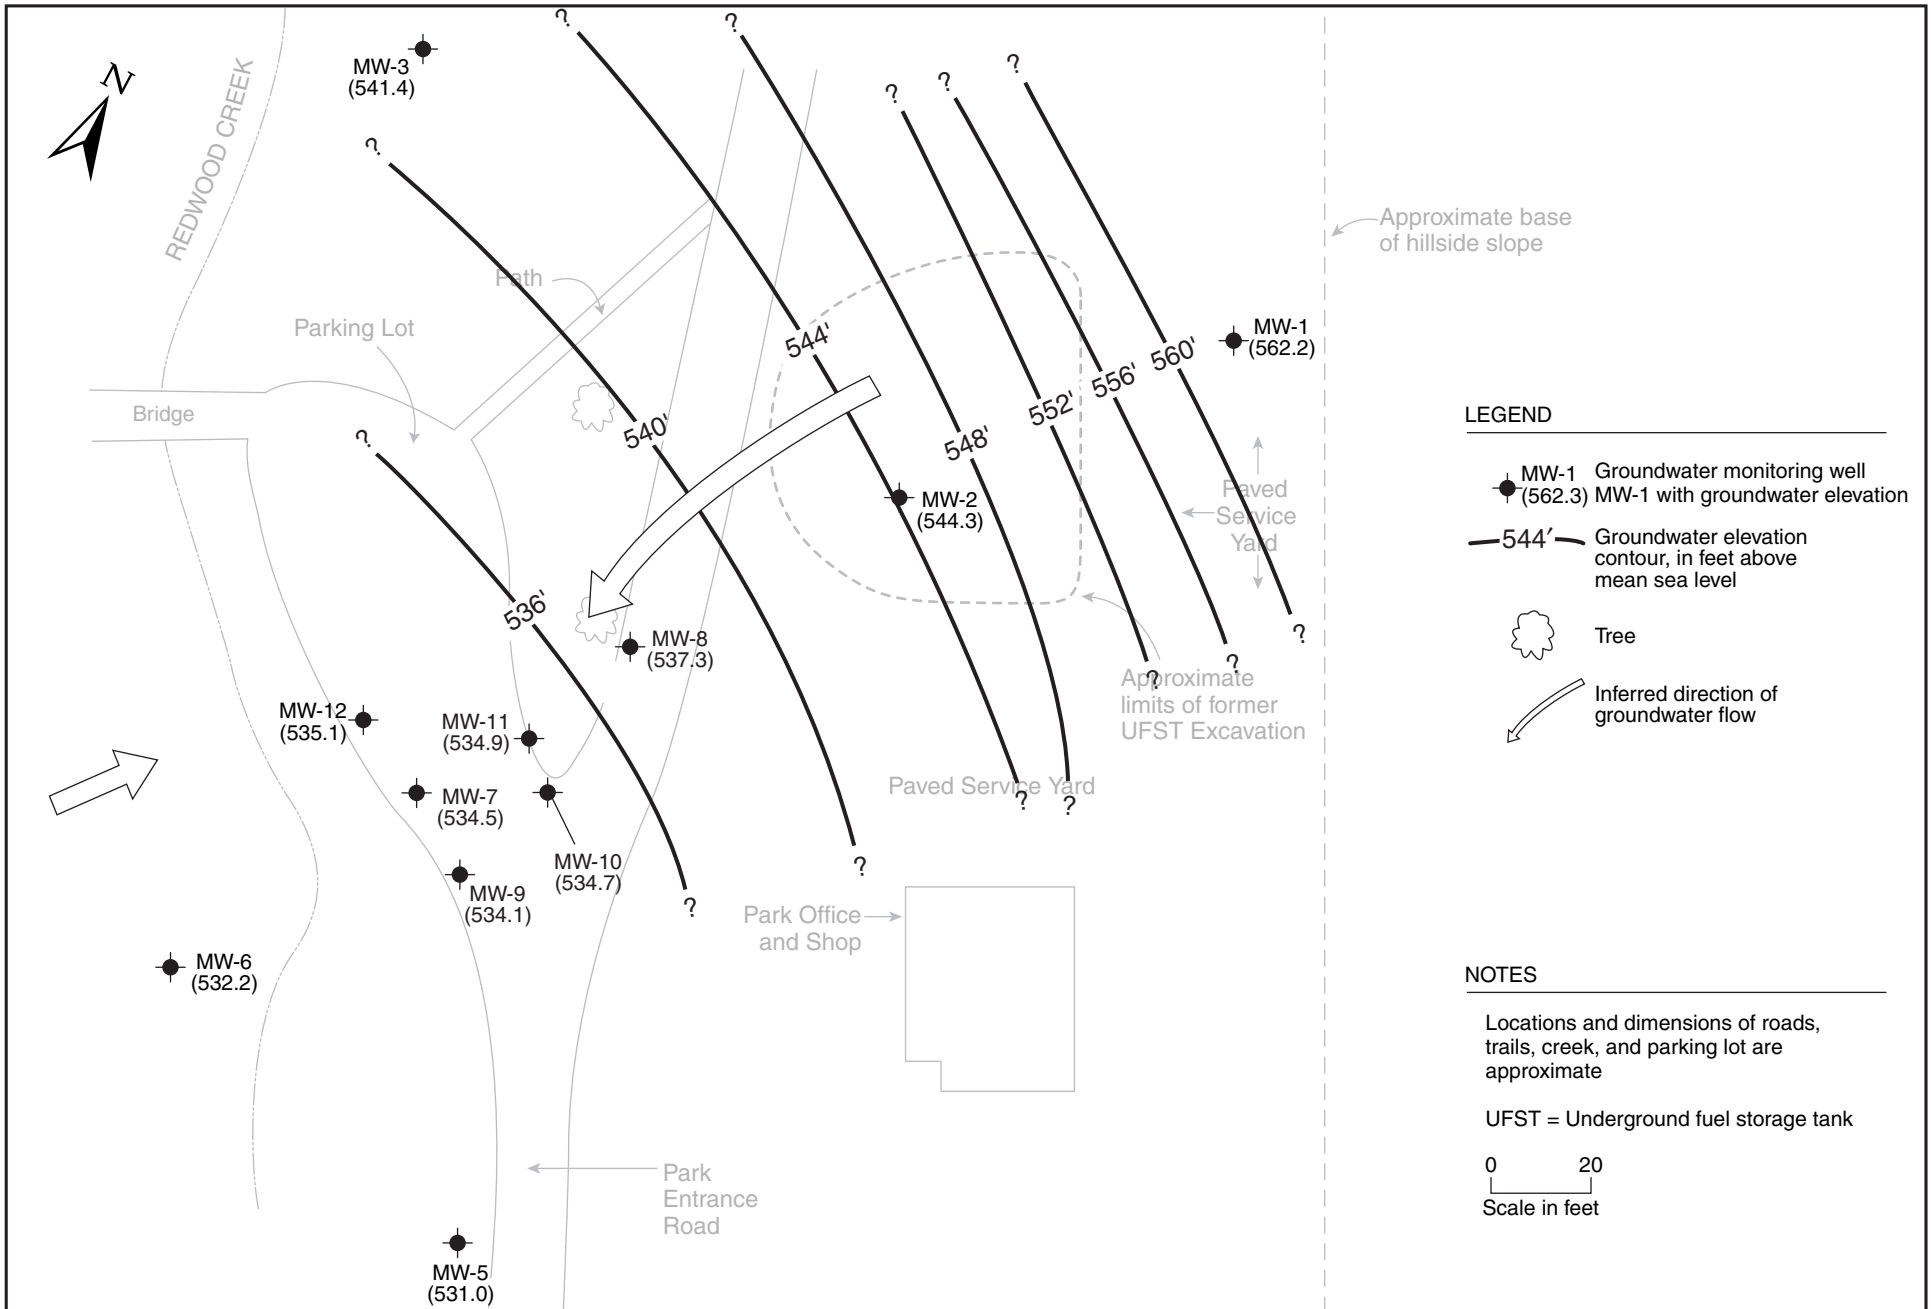 ?
?
N
MW-3
(541.4)
?
?
?
?
REDWOOD CREEK
Approximate base
of hillside slope
Path
Parking Lot
544'
560'
MW-1
(562.2)
556'
552'
548'
540'
Bridge
?
LEGEND
MW-1
(562.3)
Groundwater monitoring well
MW-1 with groundwater elevation
MW-2
(544.3)
Paved
Service
Yard
544'
Groundwater elevation
contour, in feet above
mean sea level
536'
Tree
MW-8
(537.3)
?
?
?
Approximate
limits of former
UFST Excavation
Inferred direction of
groundwater flow
MW-12
(535.1)
MW-11
(534.9)
MW-7
(534.5)
Paved Service Yard
?
?
MW-10
(534.7)
?
MW-9
(534.1)
?
Park Office
and Shop
MW-6
(532.2)
NOTES
Locations and dimensions of roads,
trails, creek, and parking lot are
approximate
UFST = Underground fuel storage tank
0 20
Scale in feet
Park
Entrance
Road
MW-5
(531.0)